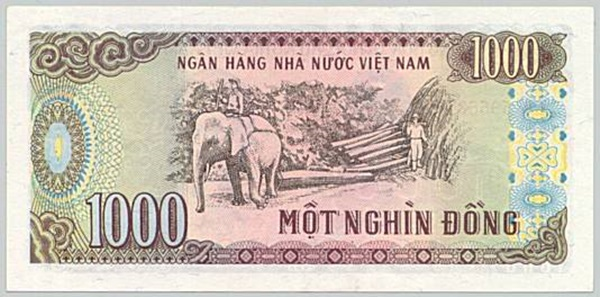 1000
NGÂN HÀNG NHÀ NƯỚC VIỆT NAM
1000
MỘT NGHÌN ĐỒNG